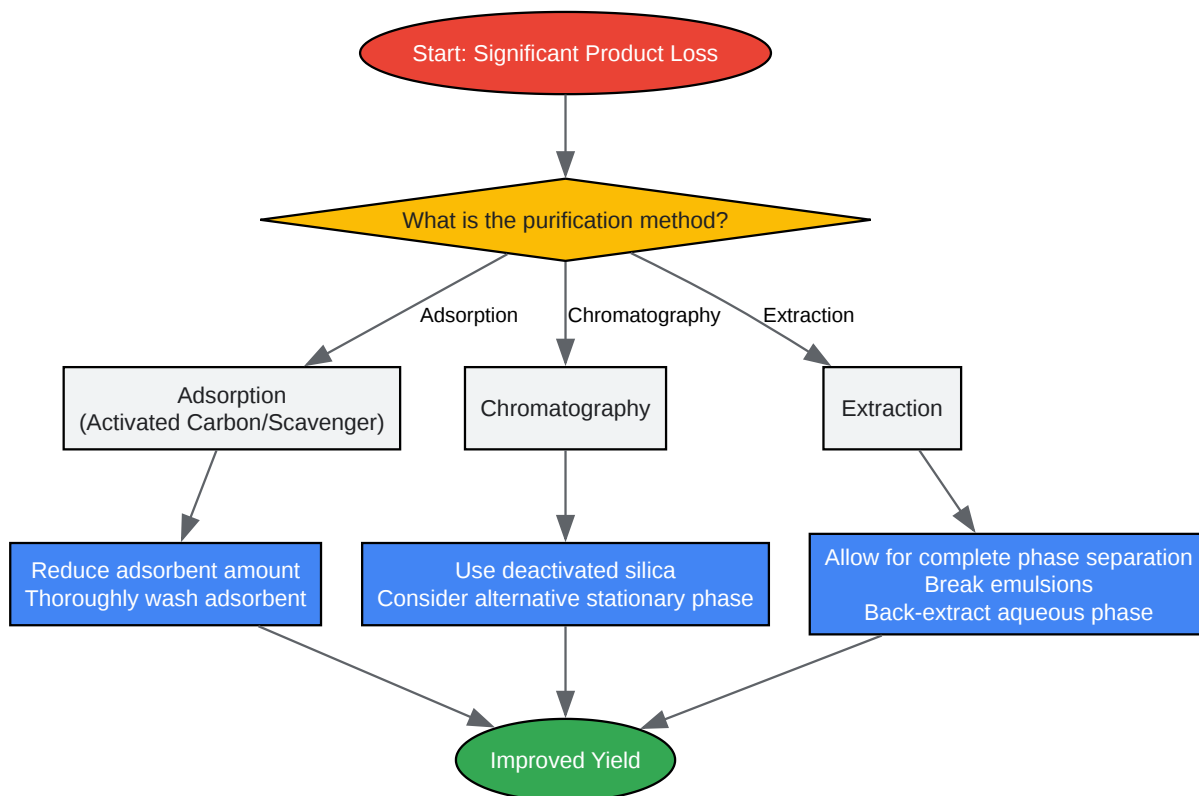 Start: Significant Product Loss
What is the purification method?
Adsorption
Chromatography
Extraction
Adsorption
(Activated Carbon/Scavenger)
Chromatography
Extraction
Reduce adsorbent amount
Thoroughly wash adsorbent
Use deactivated silica
Consider alternative stationary phase
Allow for complete phase separation
Break emulsions
Back-extract aqueous phase
Improved Yield